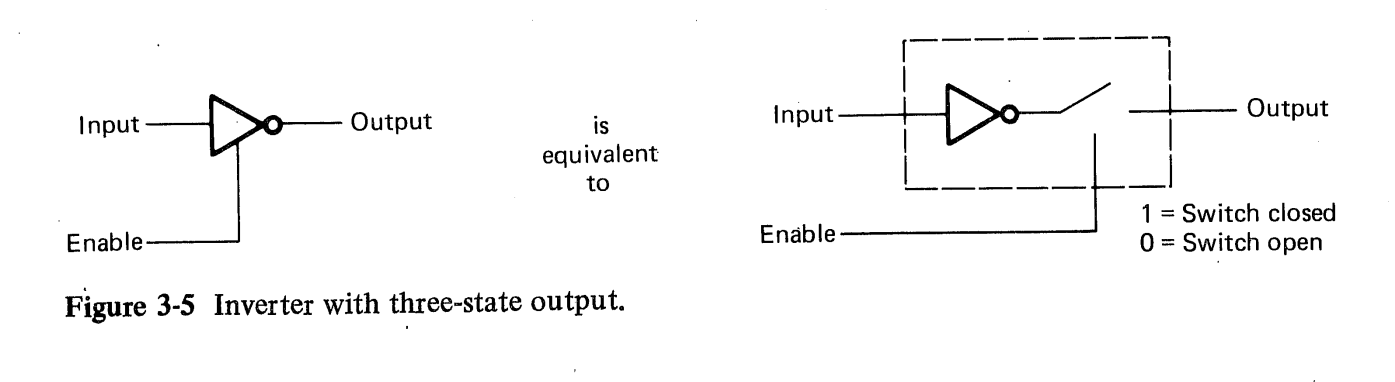 Input
Output
Enable
is
equivalent
to
Input
Output
Enable
1 = Switch closed
0 = Switch open
Figure 3-5 Inverter with three-state output.